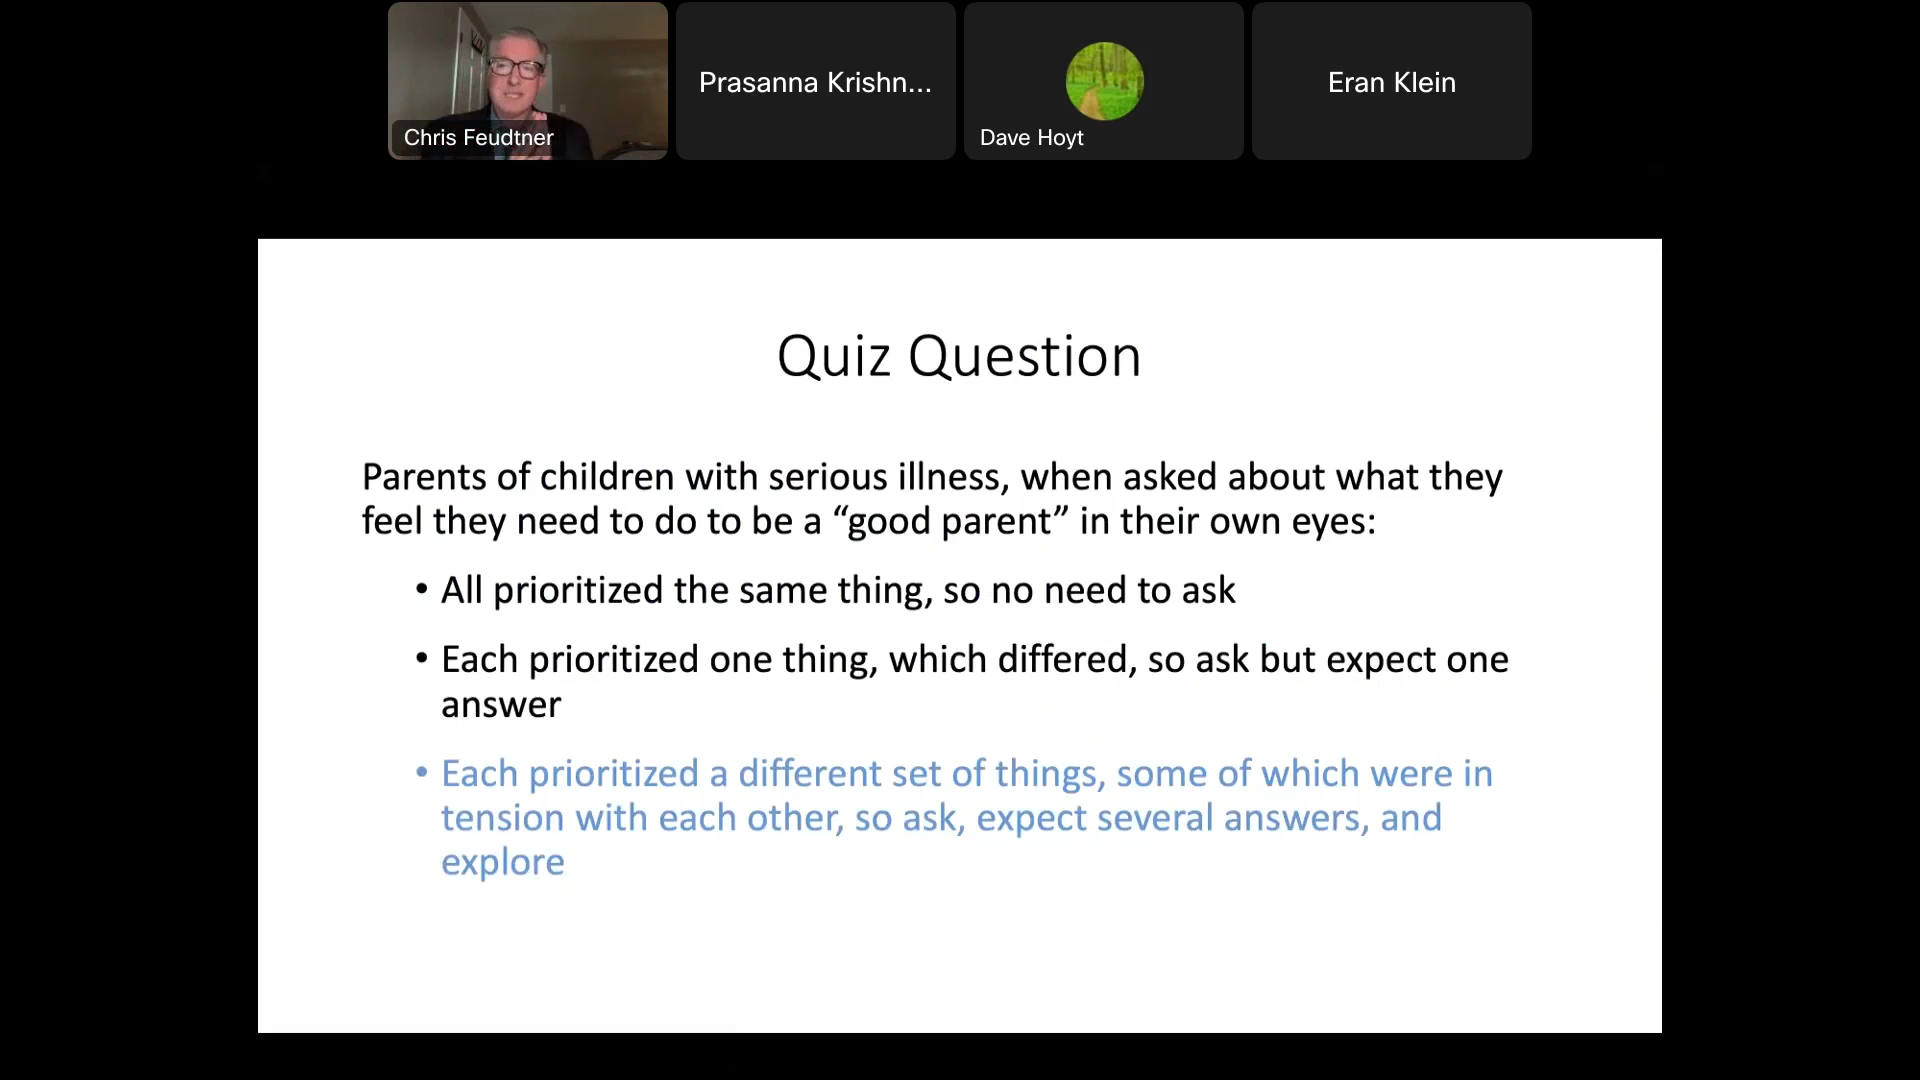 Chris Feudtner
Prasanna Krishn...
Dave Hoyt
Eran Klein
Quiz Question
Parents of children with serious illness, when asked about what they
feel they need to do to be a “good parent” in their own eyes:
• All prioritized the same thing, so no need to ask
• Each prioritized one thing, which differed, so ask but expect one
answer
• Each prioritized a different set of things, some of which were in
tension with each other, so ask, expect several answers, and
explore